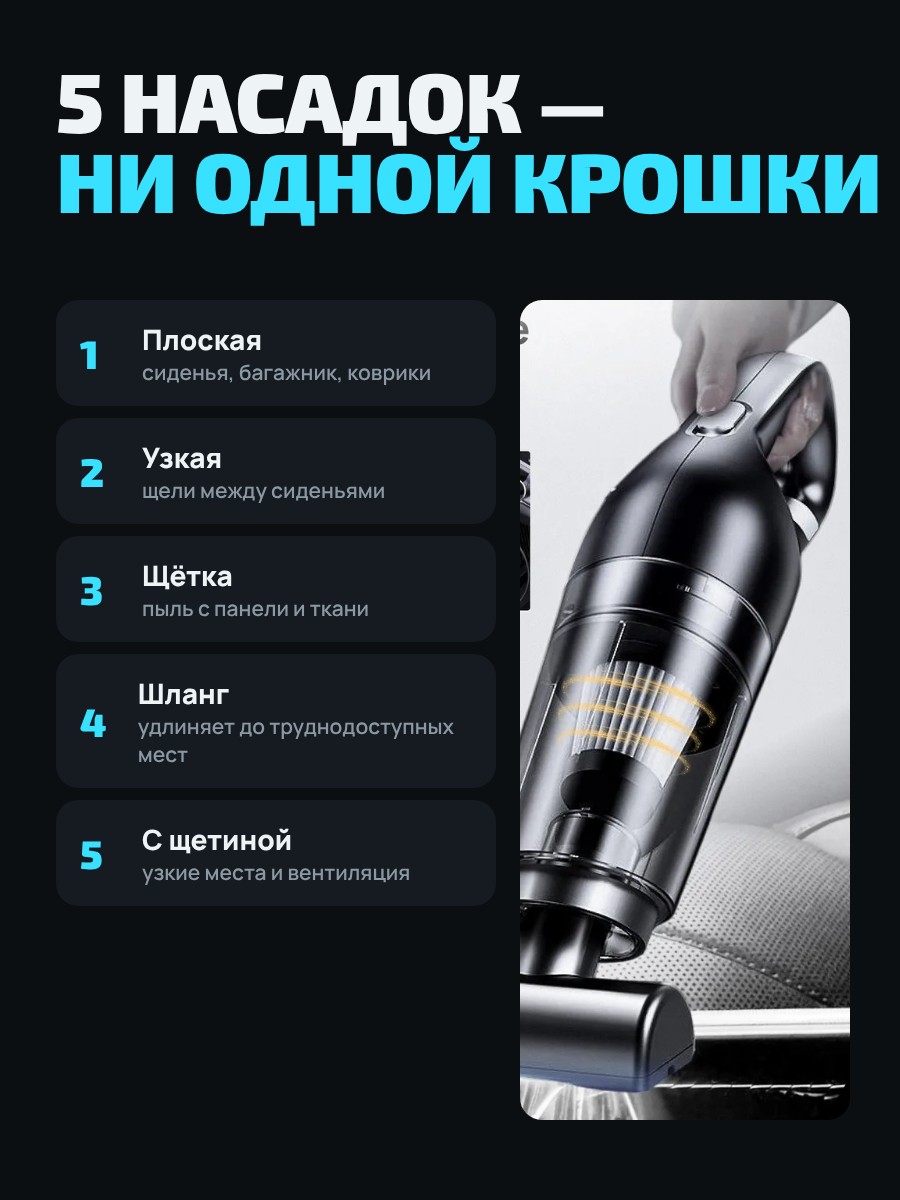 5 НАСАДОК —
НИ ОДНОЙ КРОШКИ
1
Плоская
сиденья, багажник, коврики
2
Узкая
щели между сиденьями
3
Щётка
пыль с панели и ткани
4
Шланг
удлиняет до труднодоступных
мест
5
С щетиной
узкие места и вентиляция
e